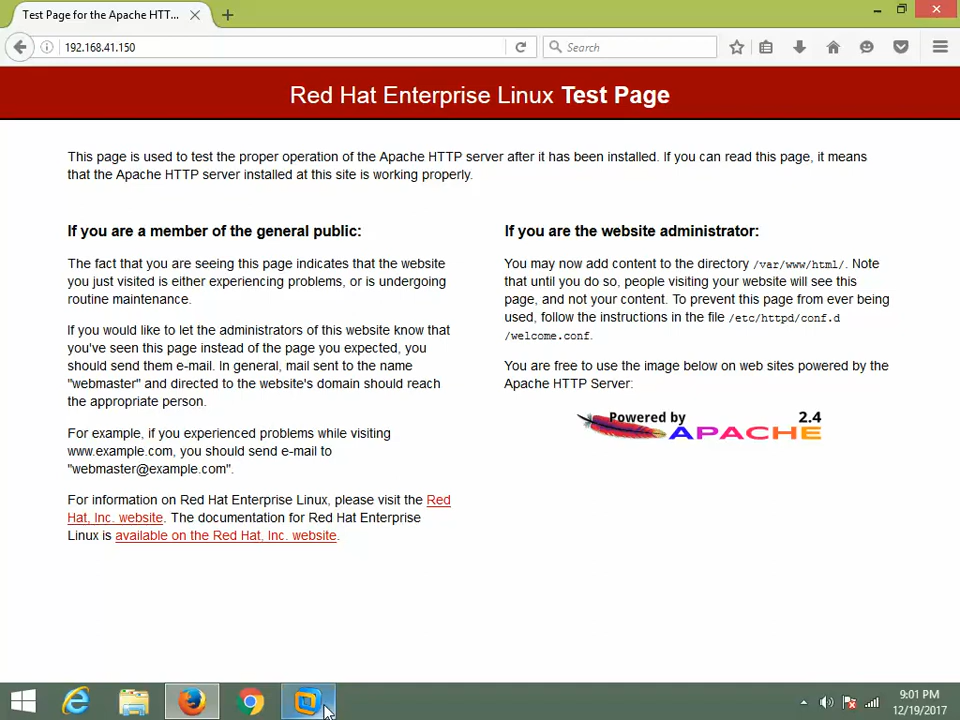 Test Page for the Apache HTT...
192.168.41.150
Search
Red Hat Enterprise Linux Test Page
This page is used to test the proper operation of the Apache HTTP server after it has been installed. If you can read this page, it means
that the Apache HTTP server installed at this site is working properly.
If you are a member of the general public:
The fact that you are seeing this page indicates that the website
you just visited is either experiencing problems, or is undergoing
routine maintenance.
If you would like to let the administrators of this website know that
you've seen this page instead of the page you expected, you
should send them e-mail. In general, mail sent to the name
"webmaster" and directed to the website's domain should reach
the appropriate person.
For example, if you experienced problems while visiting
www.example.com, you should send e-mail to
"webmaster@example.com".
For information on Red Hat Enterprise Linux, please visit the Red
Hat, Inc. website. The documentation for Red Hat Enterprise
Linux is available on the Red Hat, Inc. website.
If you are the website administrator:
You may now add content to the directory /var/www/html/. Note
that until you do so, people visiting your website will see this
page, and not your content. To prevent this page from ever being
used, follow the instructions in the file /etc/httpd/conf.d
/welcome.conf.
You are free to use the image below on web sites powered by the
Apache HTTP Server:
Powered by 2.4
APACHE
9:01 PM
12/19/2017